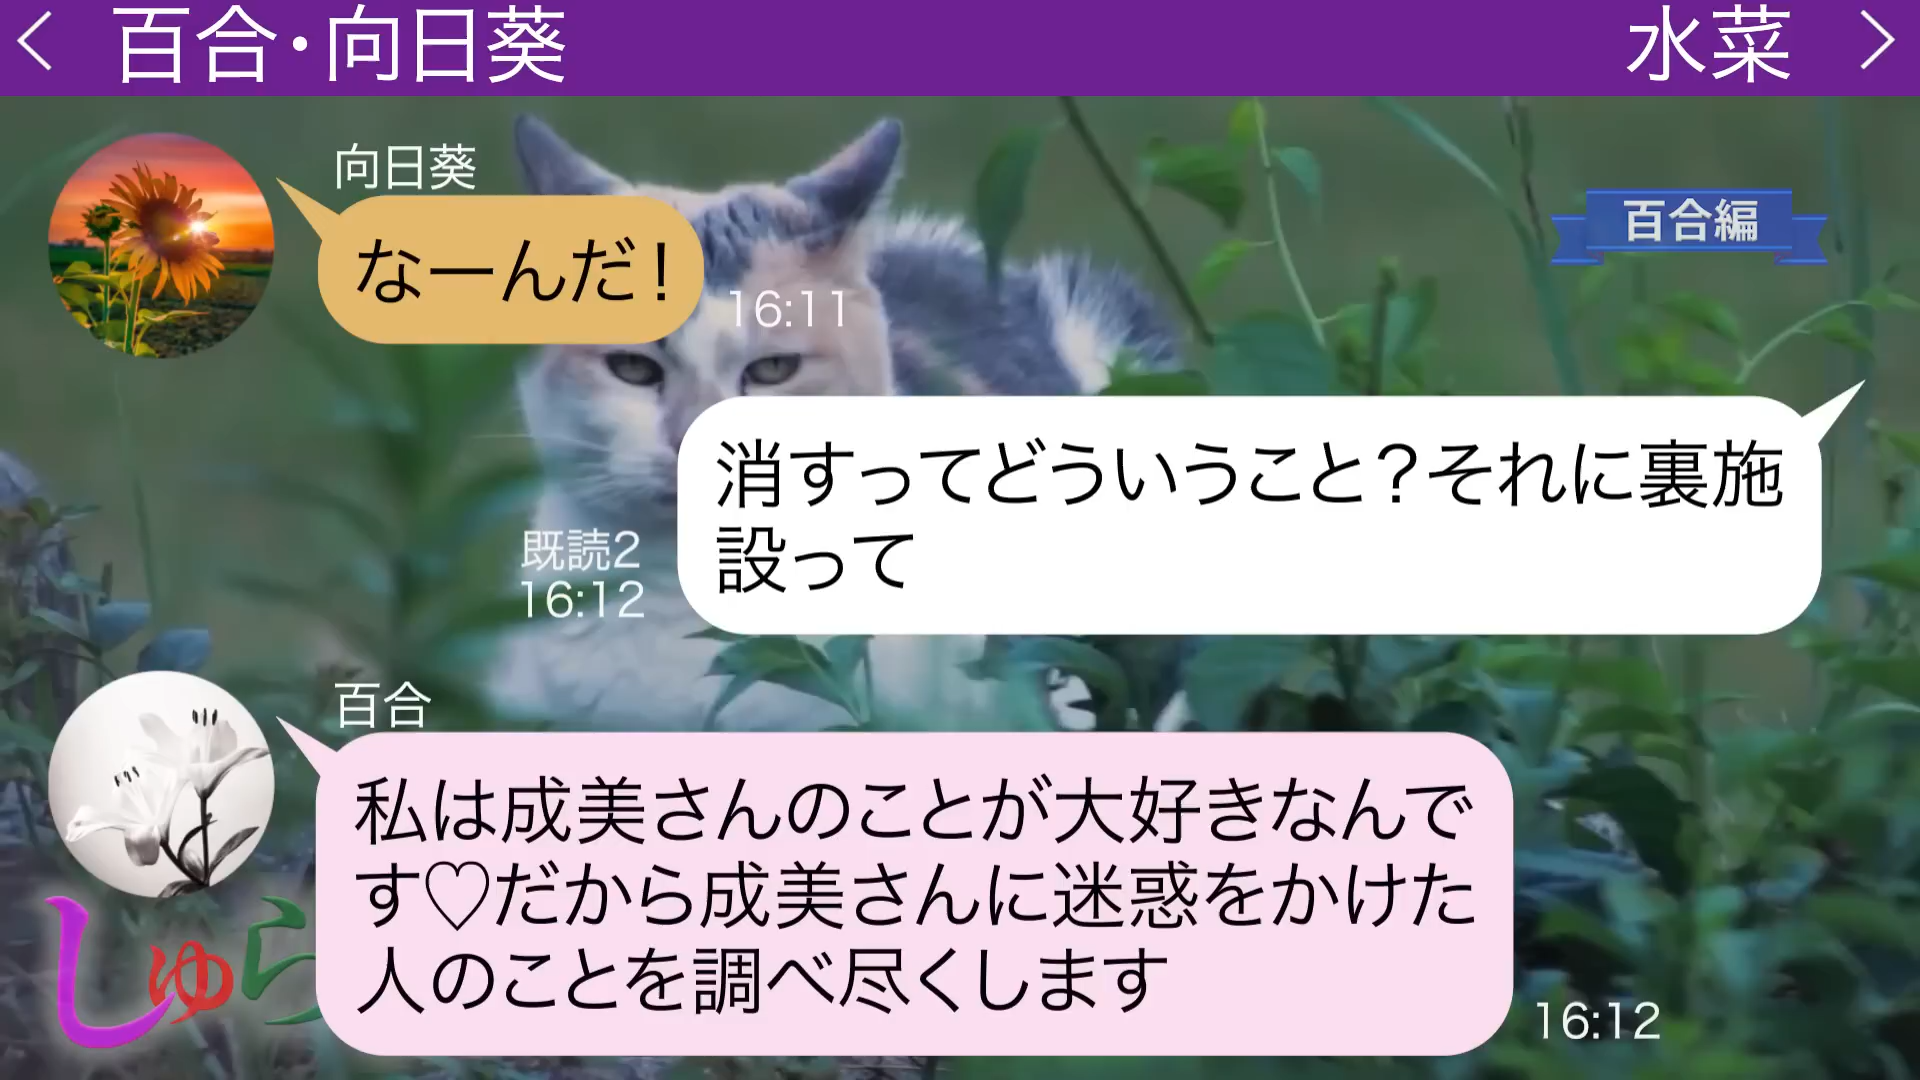 百合・向日葵
水菜
向日葵
なーんだ！
16:11
百合編
消すってどういうこと？それに裏施
設って
既読2
16:12
百合
私は成美さんのことが大好きなんで
す♡だから成美さんに迷惑をかけた
人のことを調べ尽くします
16:12
しゅら